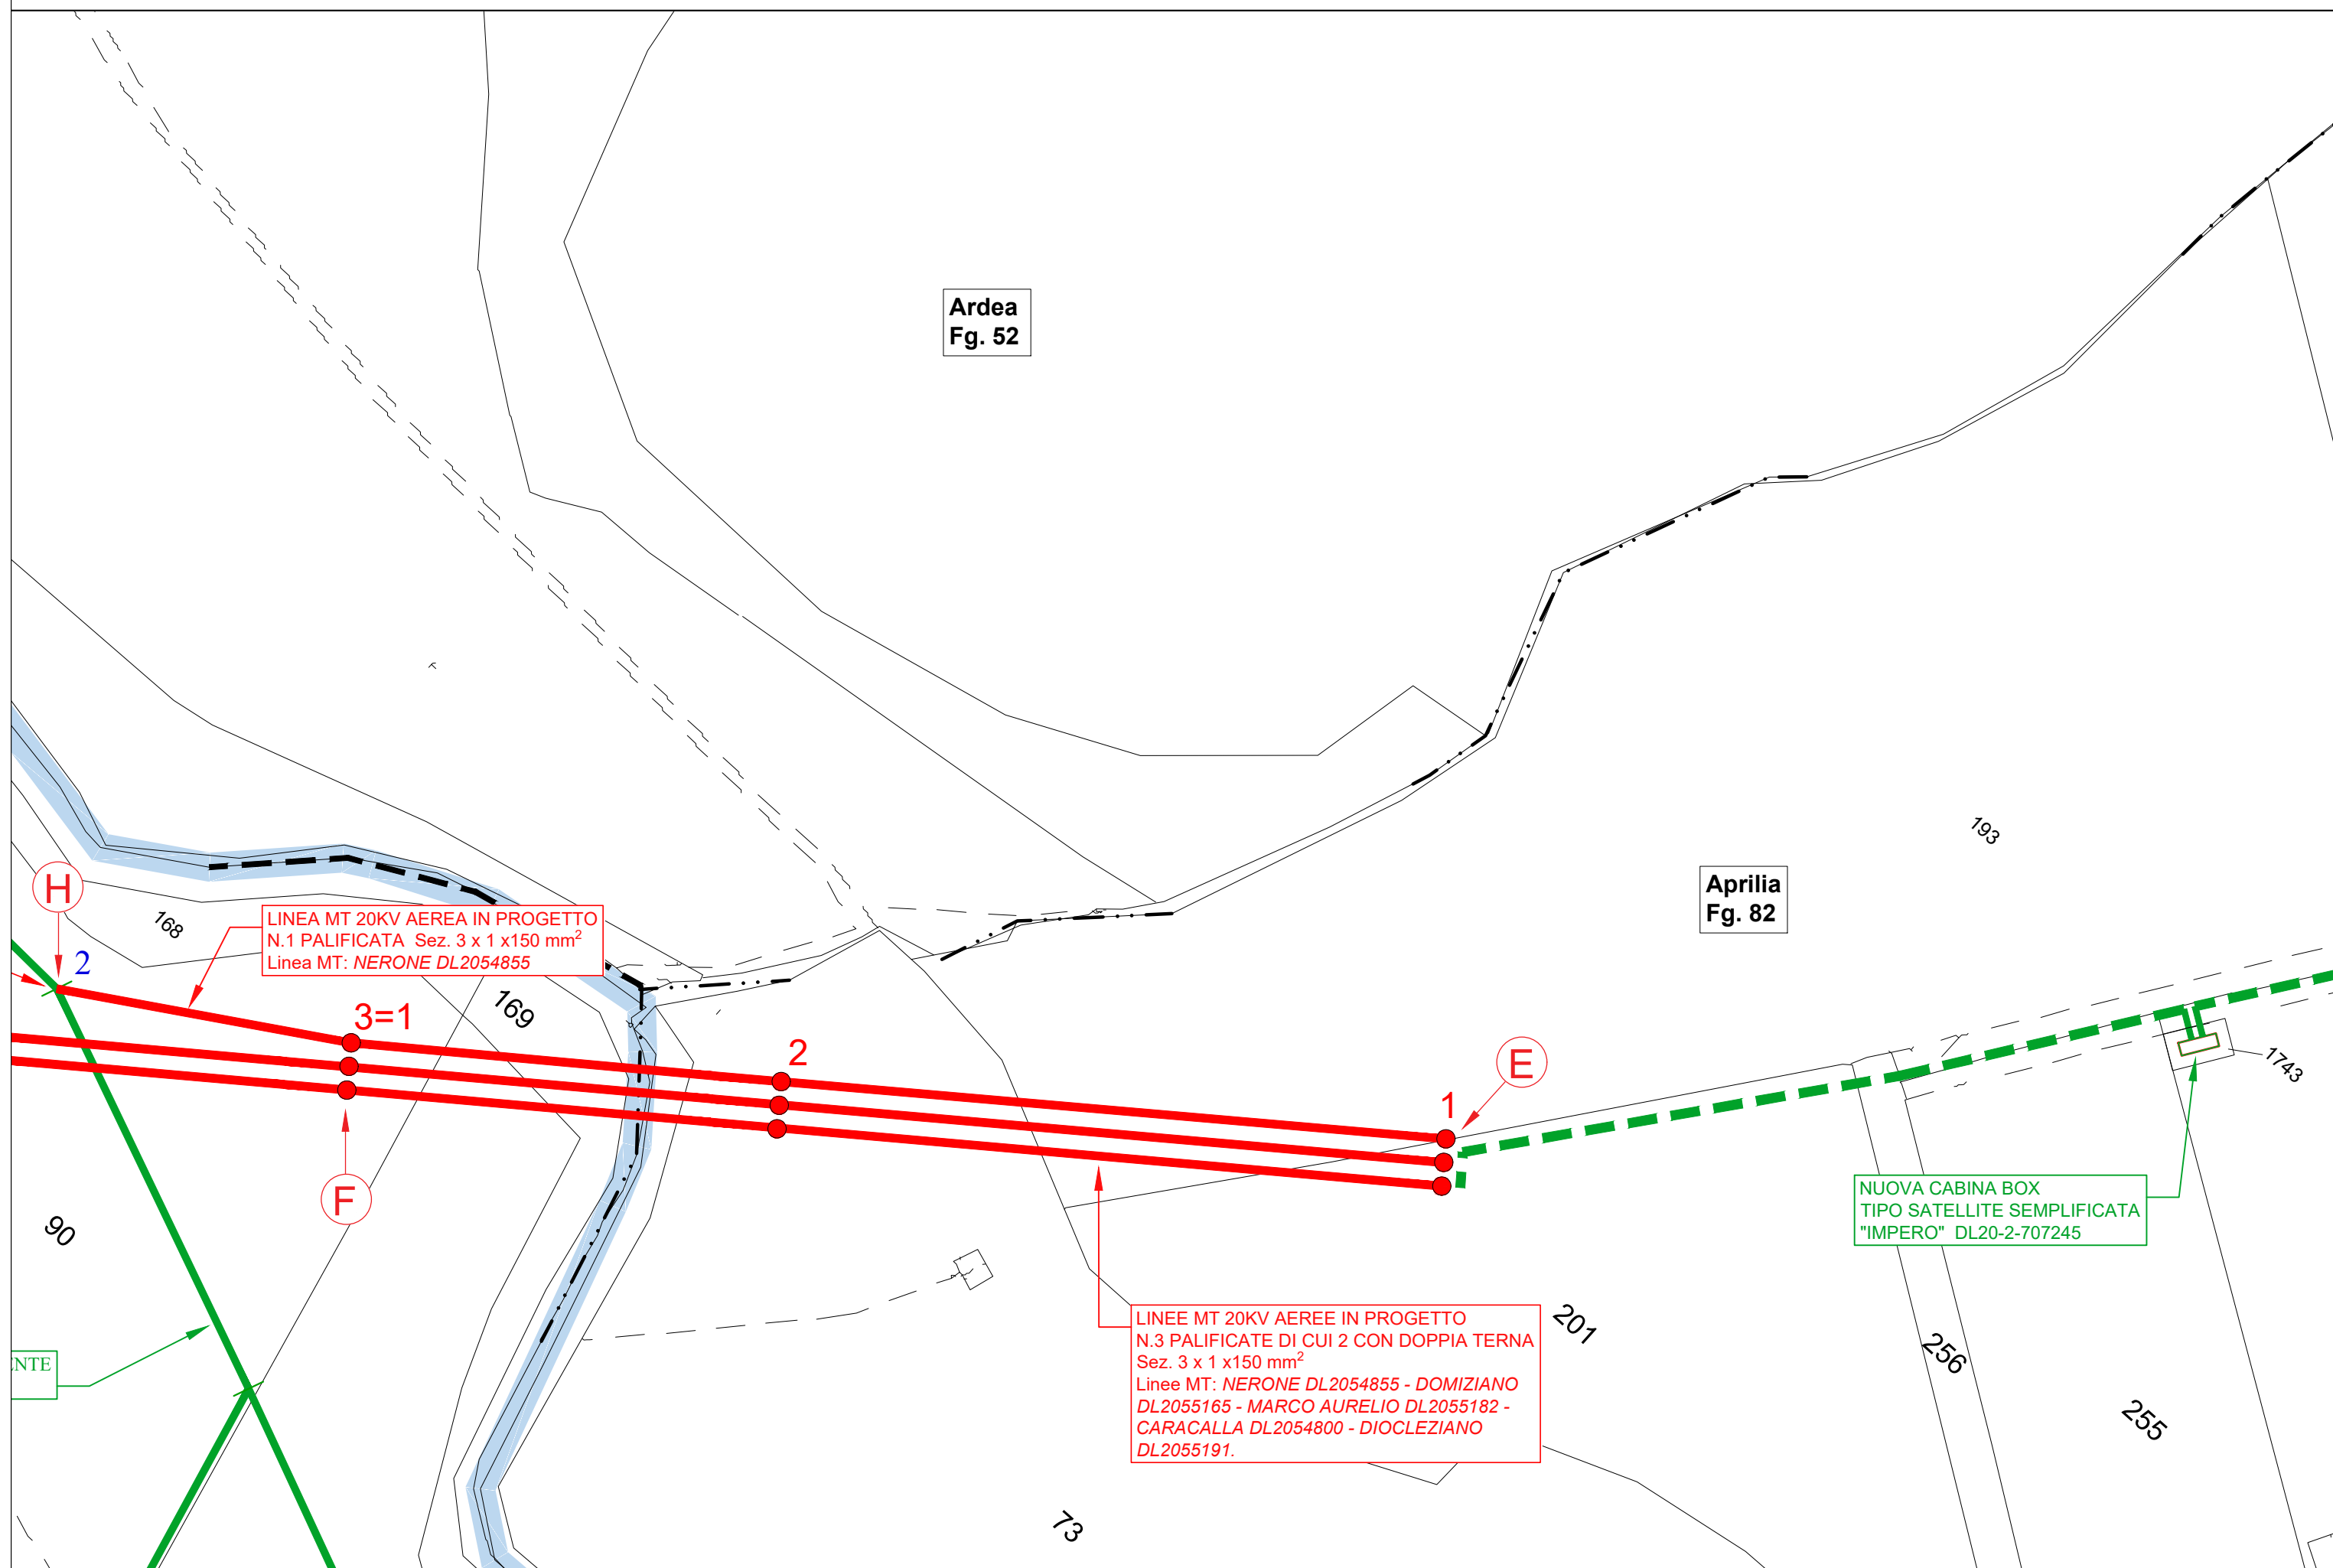 Ardea
Fg. 52
193
Aprilia
Fg. 82
H
168
LINEA MT 20KV AEREA IN PROGETTO
N.1 PALIFICATA Sez. 3 x 1 x150 mm²
Linea MT: NERONE DL2054855
2
169
3=1
2
1
E
1743
F
90
NUOVA CABINA BOX
TIPO SATELLITE SEMPLIFICATA
"IMPERO" DL20-2-707245
LINEE MT 20KV AEREE IN PROGETTO
N.3 PALIFICATE DI CUI 2 CON DOPPIA TERNA
Sez. 3 x 1 x150 mm²
Linee MT: NERONE DL2054855 - DOMIZIANO
DL2055165 - MARCO AURELIO DL2055182 -
CARACALLA DL2054800 - DIOCLEZIANO
DL2055191.
201
256
255
ENTE
73